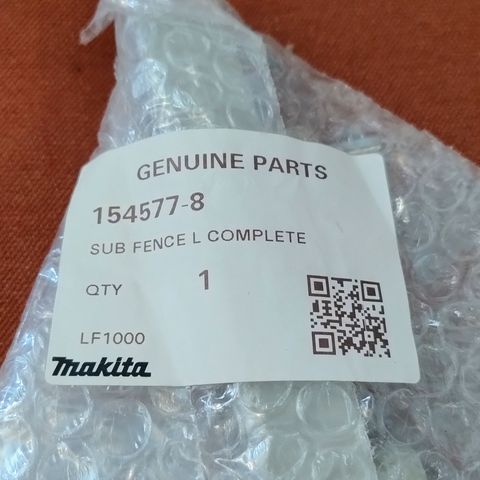 GENUINE PARTS
154577-8
SUB FENCE L COMPLETE
QTY 1
LF1000
makita